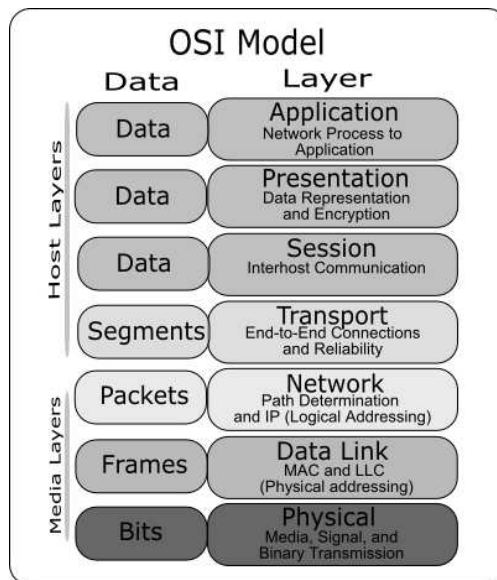 OSI Model
Data Layer
Host Layers
Data
Application
Network Process to
Application
Data
Presentation
Data Representation
and Encryption
Data
Session
Interhost Communication
Segments
Transport
End-to-End Connections
and Reliability
Media Layers
Packets
Network
Path Determination
and IP (Logical Addressing)
Frames
Data Link
MAC and LLC
(Physical addressing)
Bits
Physical
Media, Signal, and
Binary Transmission